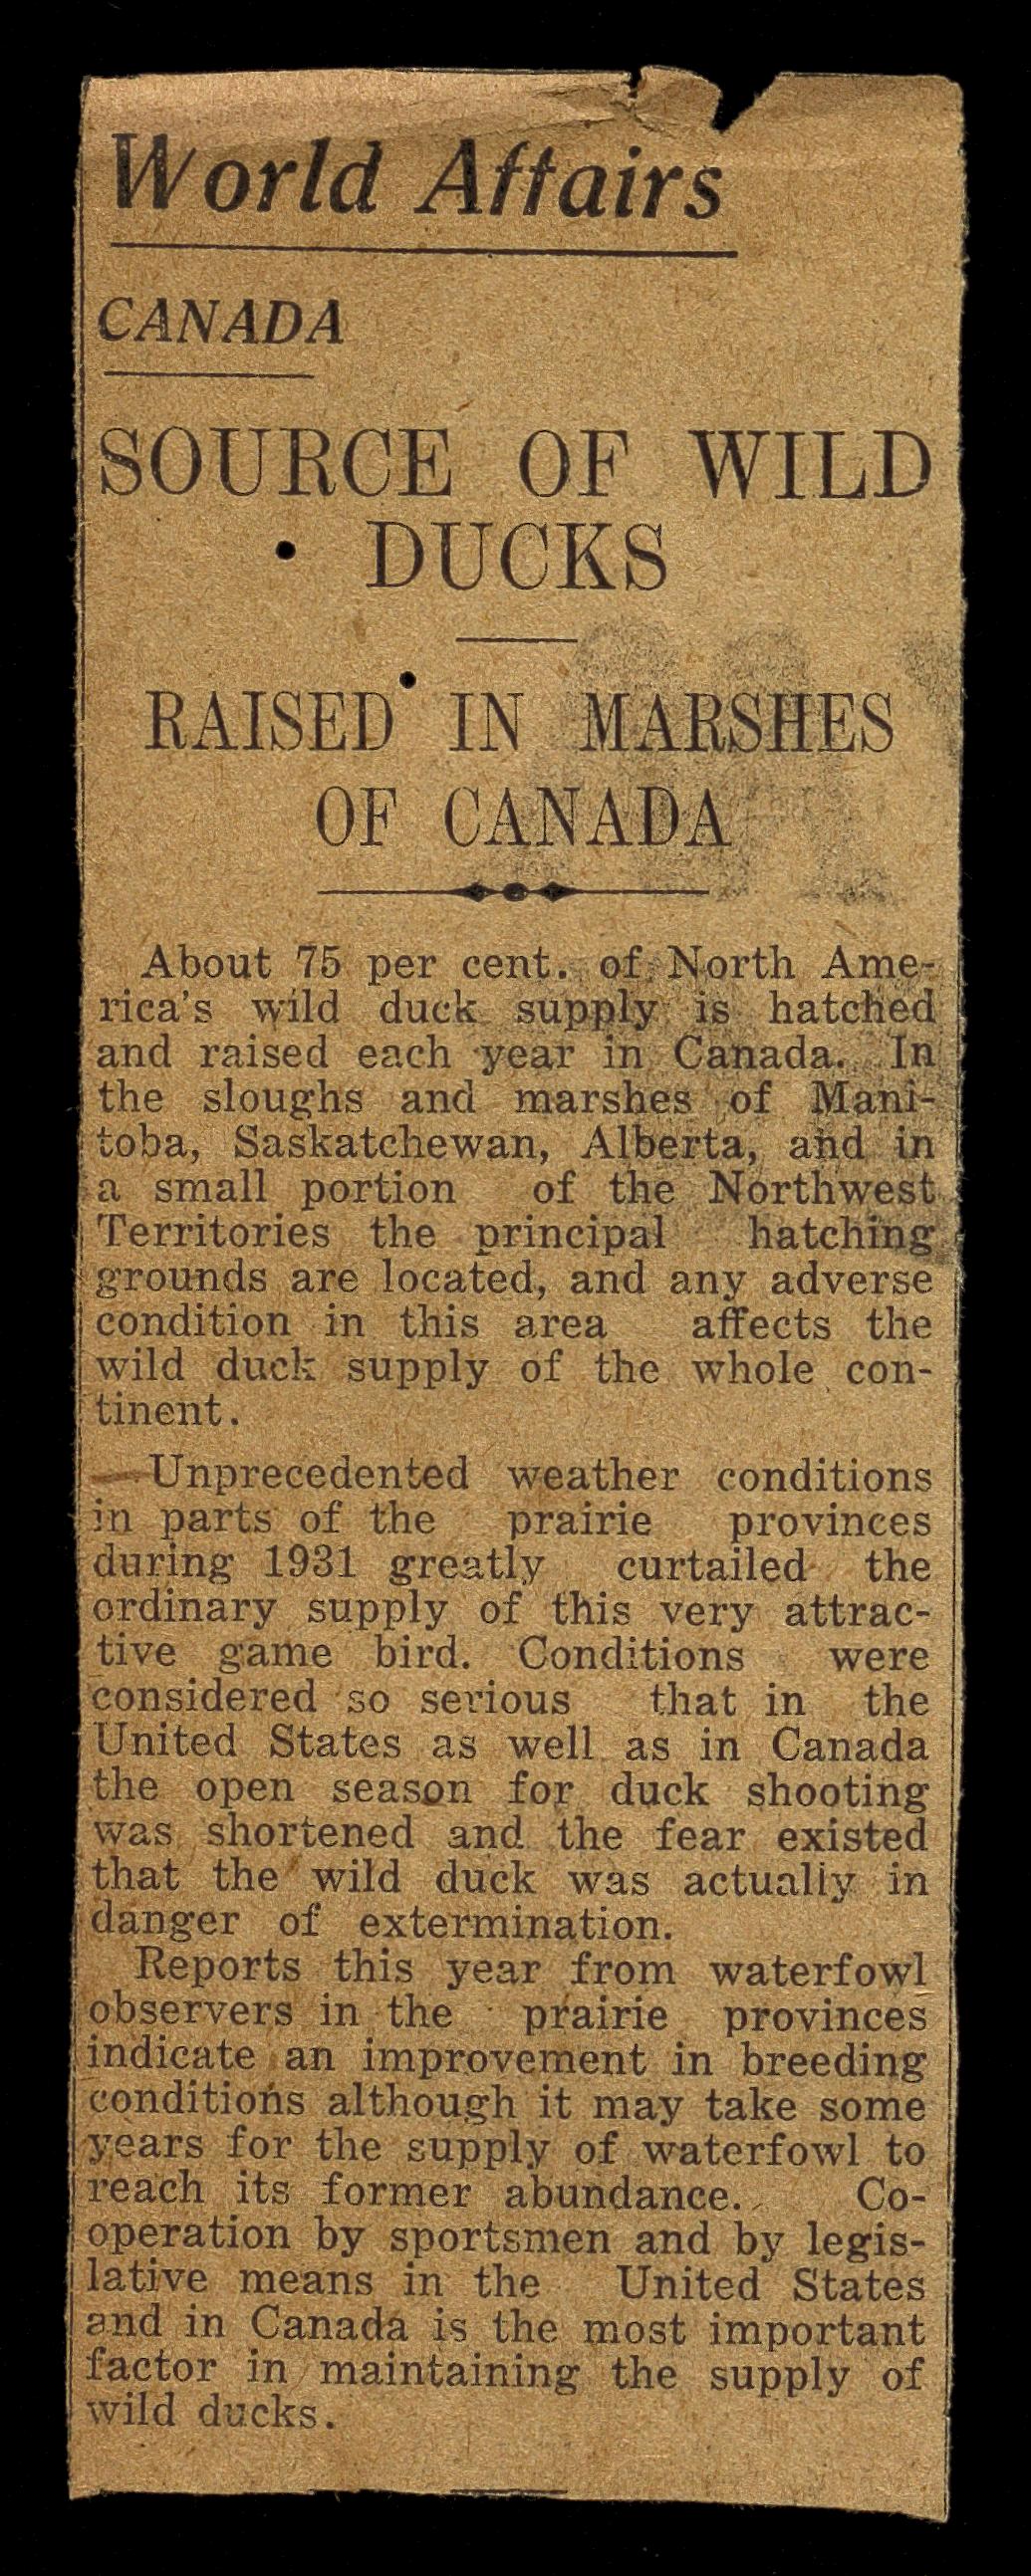 World Affairs
CANADA
SOURCE OF WILD
DUCKS
RAISED IN MARSHES
OF CANADA
About 75 per cent. of North Ame-
rica's wild duck supply is hatched
and raised each year in Canada. In
the sloughs and marshes of Mani-
toba, Saskatchewan, Alberta, and in
a small portion of the Northwest
Territories the principal hatching
grounds are located, and any adverse
condition in this area affects the
wild duck supply of the whole con-
tinent.
Unprecedented weather conditions
in parts of the prairie provinces
during 1931 greatly curtailed the
ordinary supply of this very attrac-
tive game bird. Conditions were
considered so serious that in the
United States as well as in Canada
the open season for duck shooting
was shortened and the fear existed
that the wild duck was actually in
danger of extermination.
Reports this year from waterfowl
observers in the prairie provinces
indicate an improvement in breeding
conditions although it may take some
years for the supply of waterfowl to
reach its former abundance. Co-
operation by sportsmen and by legis-
lative means in the United States
and in Canada is the most important
factor in maintaining the supply of
wild ducks.